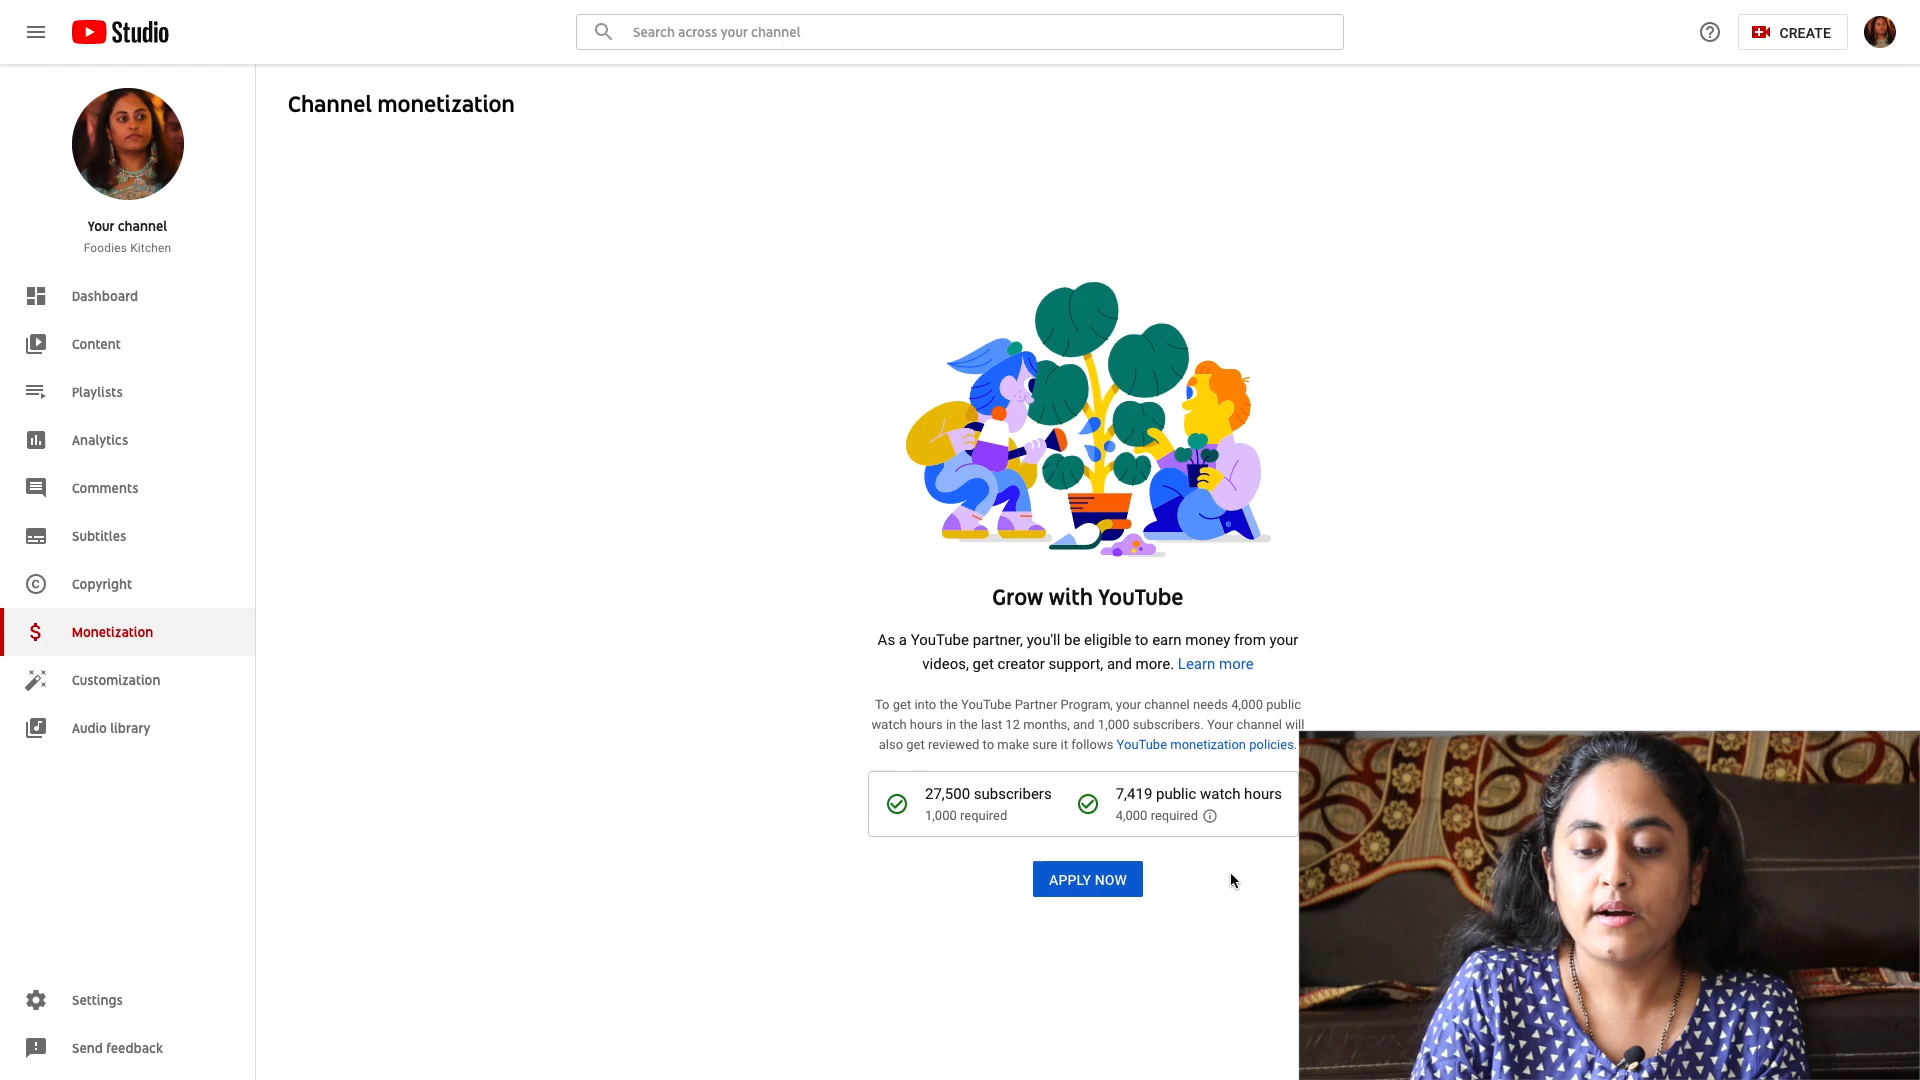 Studio
Search across your channel
CREATE
Channel monetization
Your channel
Foodies Kitchen
Dashboard
Content
Playlists
Analytics
Comments
Subtitles
Copyright
Monetization
Customization
Audio library
Settings
Send feedback
Grow with YouTube
As a YouTube partner, you'll be eligible to earn money from your
videos, get creator support, and more. Learn more
To get into the YouTube Partner Program, your channel needs 4,000 public
watch hours in the last 12 months, and 1,000 subscribers. Your channel will
also get reviewed to make sure it follows YouTube monetization policies.
27,500 subscribers
1,000 required
7,419 public watch hours
4,000 required
APPLY NOW